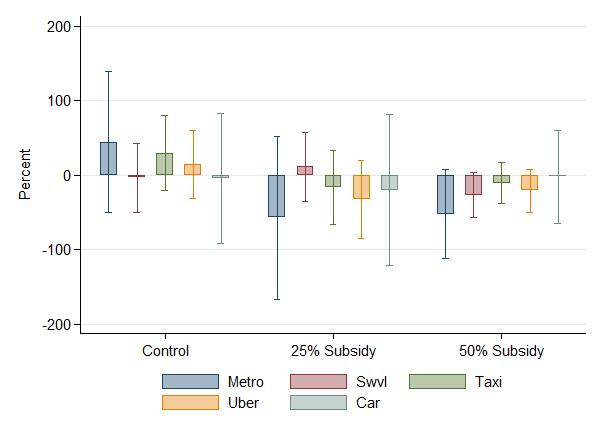 200
100
0
-100
-200
Percent
Control 25% Subsidy 50% Subsidy
Metro Swvl Taxi
Uber Car